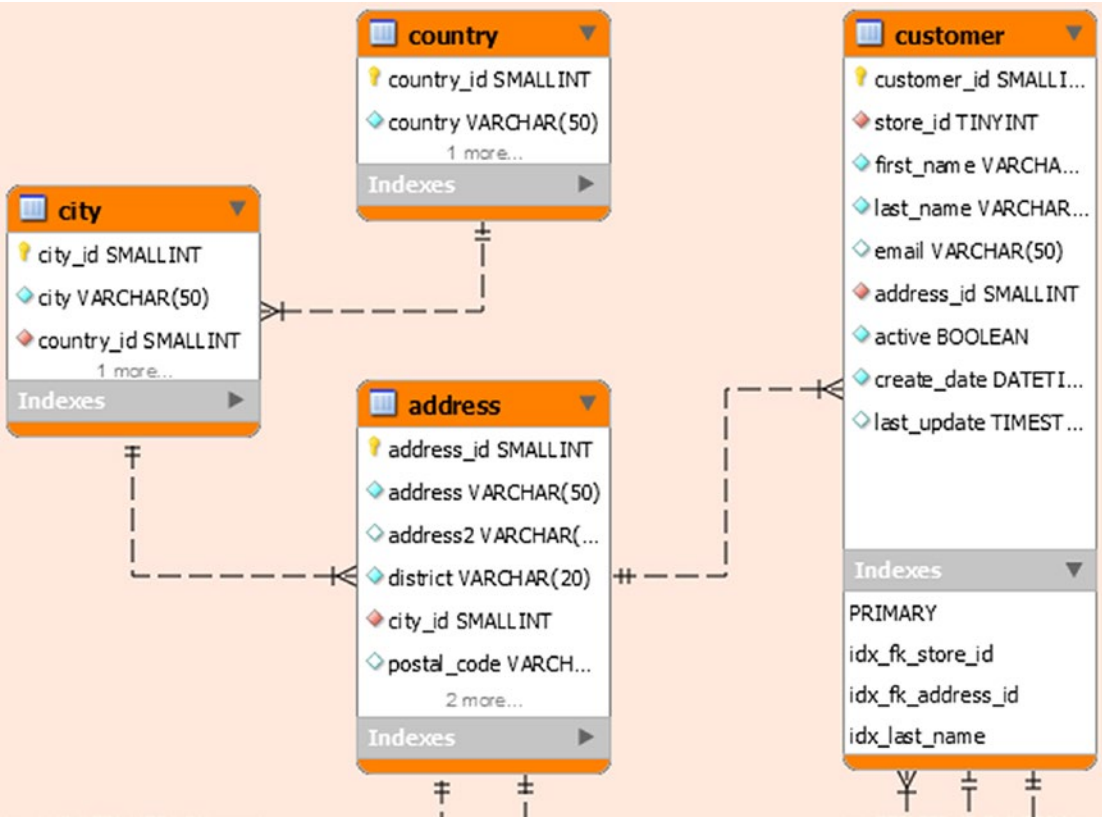 country
country_id SMALLINT
country VARCHAR(50)
1 more...
Indexes
customer
customer_id SMALLI...
store_id TINYINT
first_name VARCHA...
last_name VARCHAR...
email VARCHAR(50)
address_id SMALLINT
active BOOLEAN
create_date DATETI...
last_update TIMEST...
Indexes
PRIMARY
idx_fk_store_id
idx_fk_address_id
idx_last_name
city
city_id SMALLINT
city VARCHAR(50)
country_id SMALLINT
1 more...
Indexes
address
address_id SMALLINT
address VARCHAR(50)
address2 VARCHAR(...
district VARCHAR(20)
city_id SMALLINT
postal_code VARCH...
2 more...
Indexes